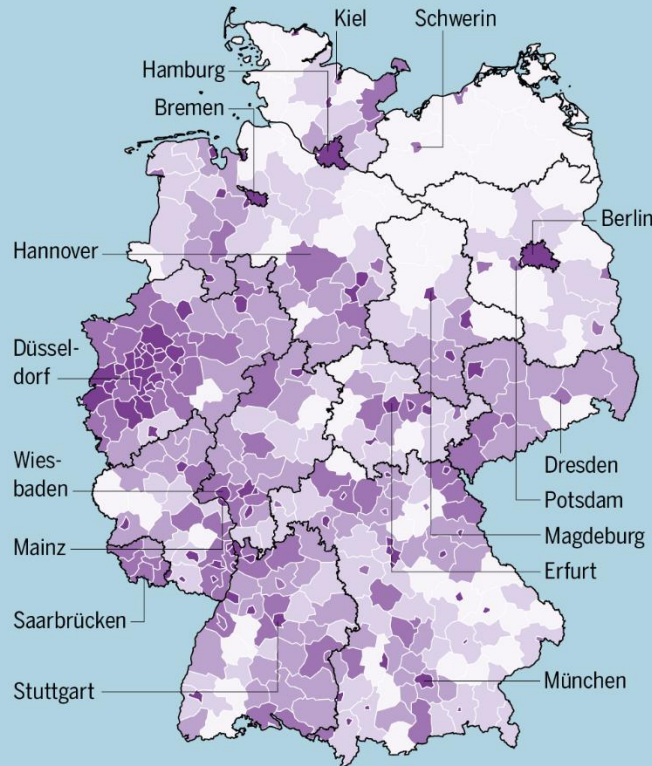 Kiel
Schwerin
Hamburg
Bremen
Berlin
Hannover
Düssel-
dorf
Wies-
baden
Dresden
Potsdam
Mainz
Magdeburg
Erfurt
Saarbrücken
Stuttgart
München